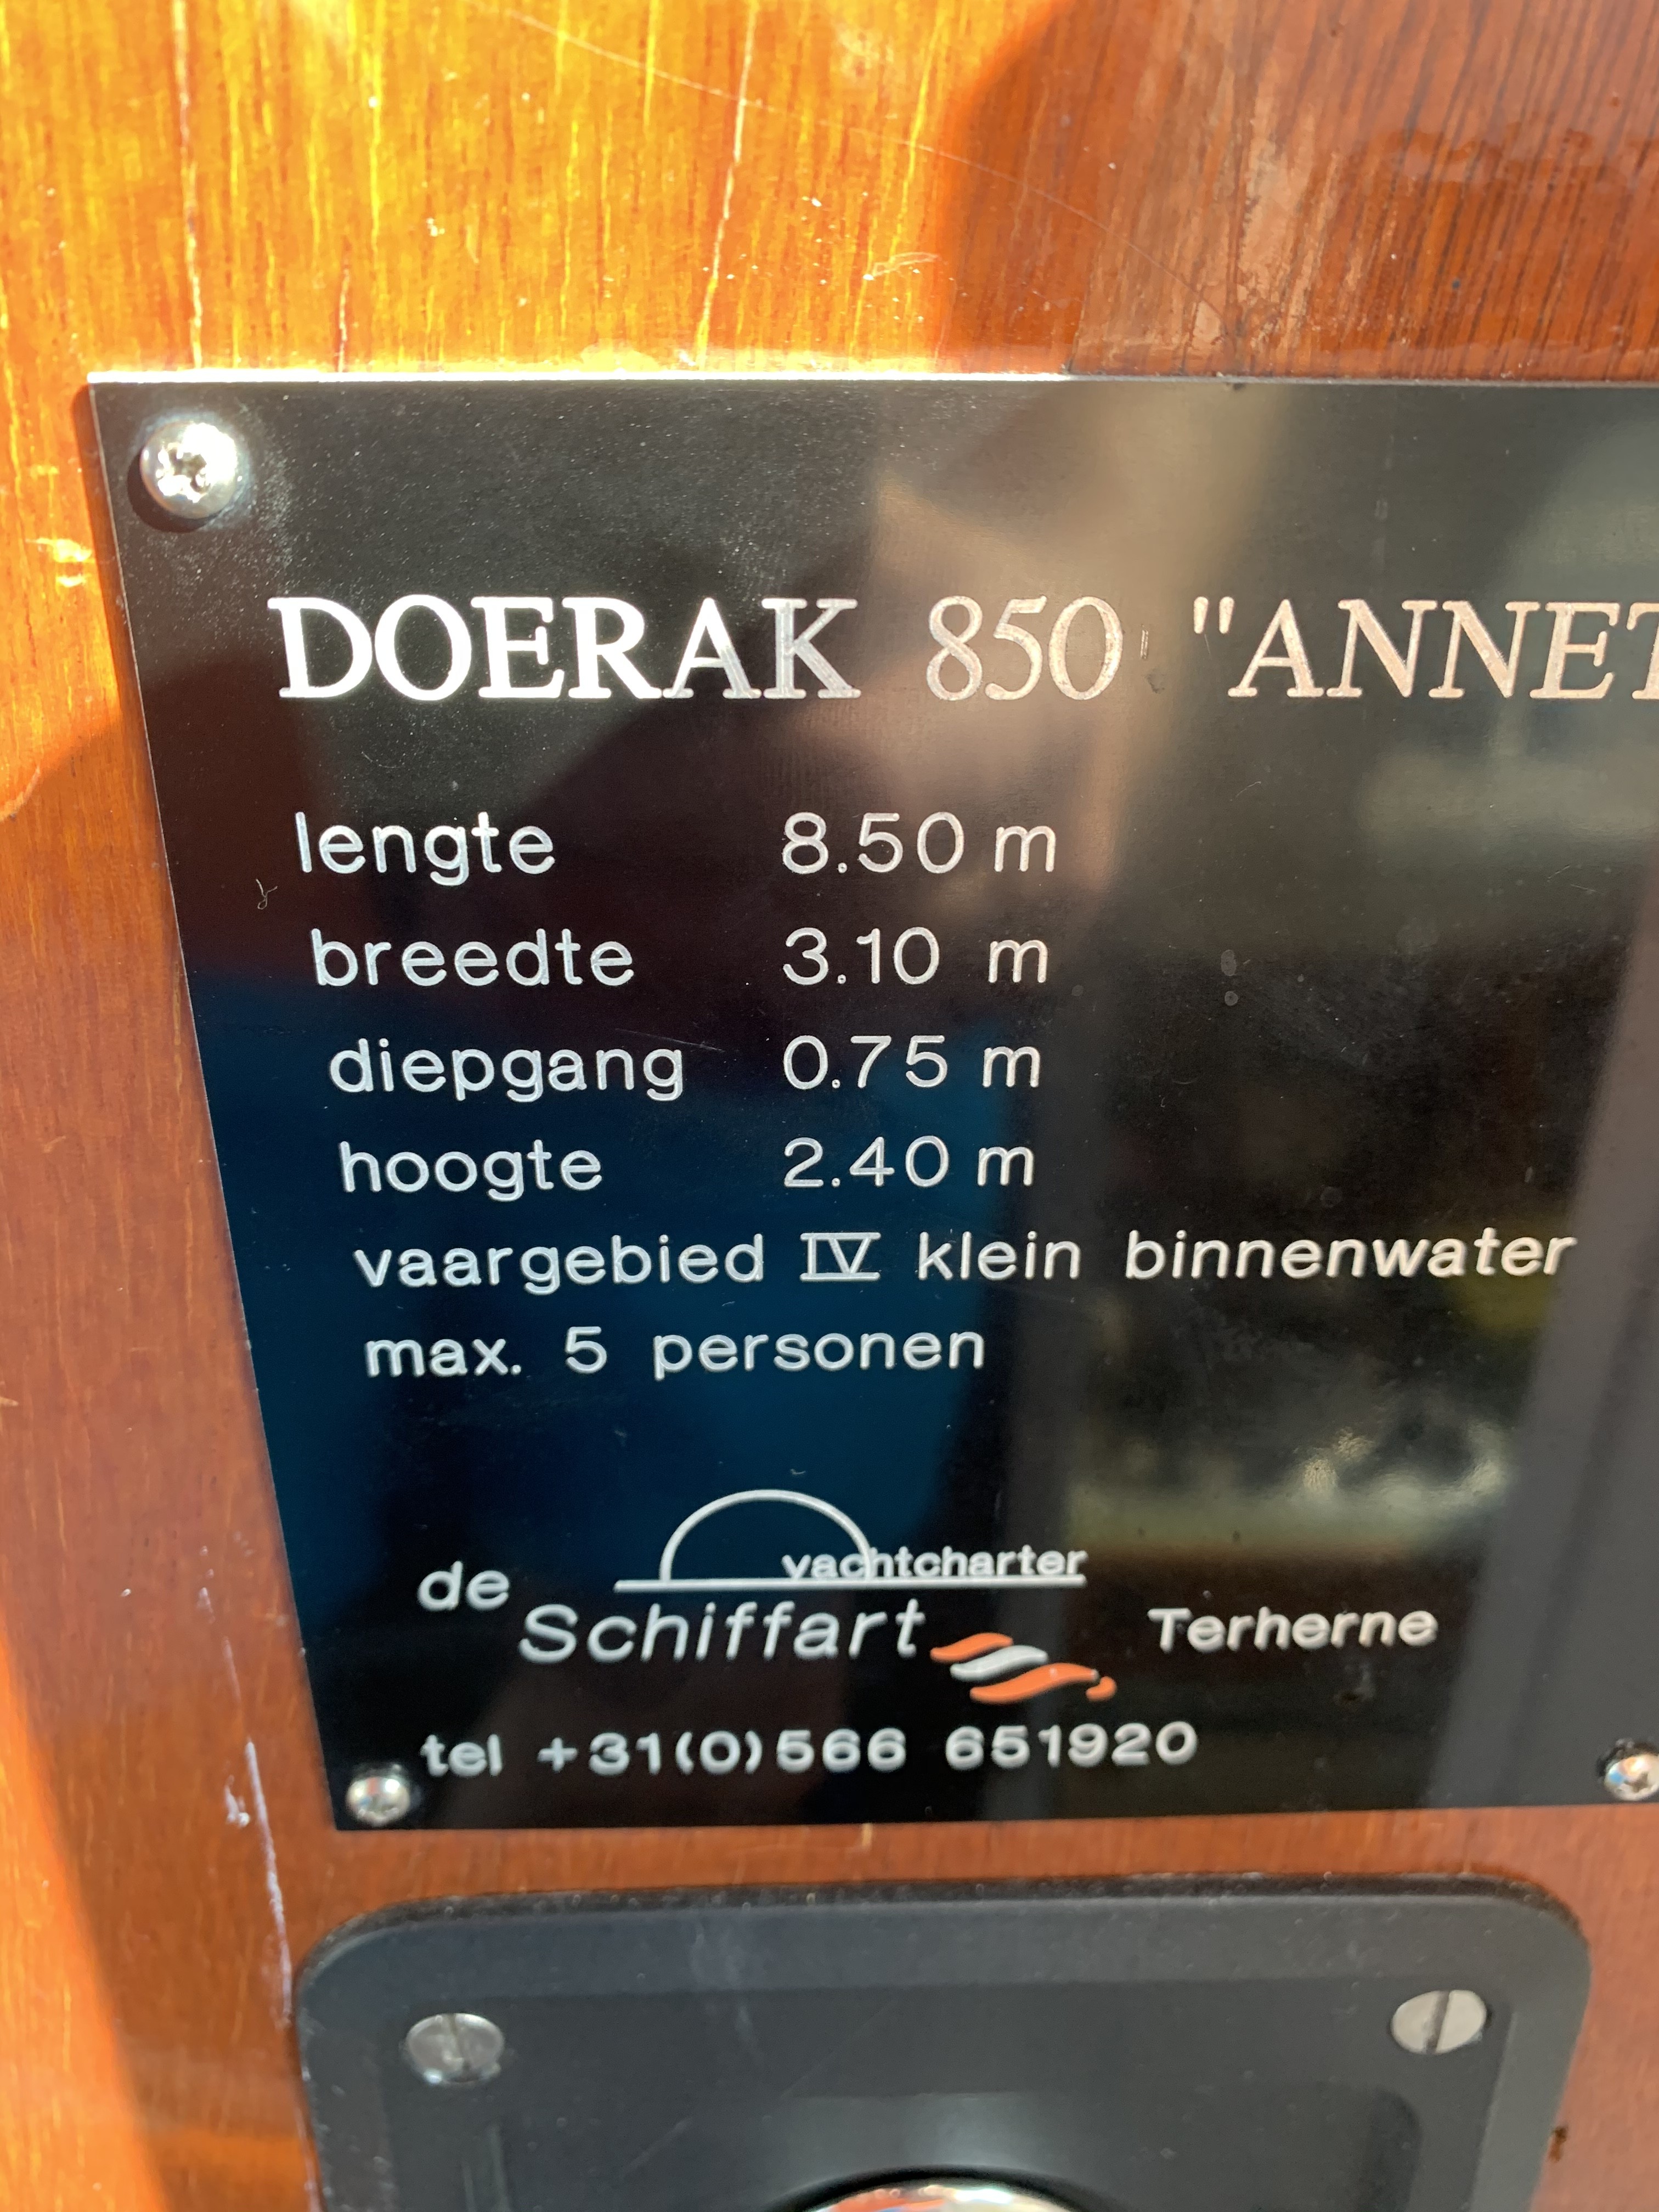 DOERAK 850 "ANNET
lengte 8.50 m
breedte 3.10 m
diepgang 0.75 m
hoogte 2.40 m
vaargebied IV klein binnenwater
max. 5 personen
yachtcharter
de Schiffart Terherne
tel +31(0)566 651920